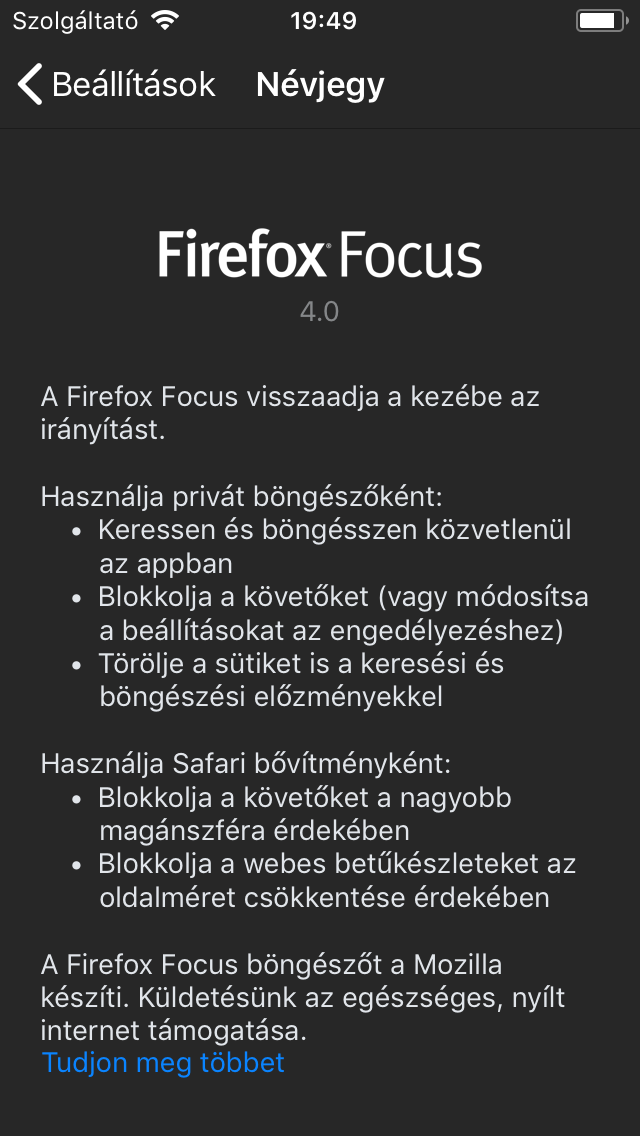 Szolgáltató 19:49
Beállítások Névjegy
Firefox Focus
4.0
A Firefox Focus visszaadja a kezébe az
irányítást.
Használja privát böngészőként:
• Keressen és böngésszen közvetlenül
az appban
• Blokkolja a követőket (vagy módosítsa
a beállításokat az engedélyezéshez)
• Törölje a sütiket is a keresési és
böngészési előzményekkel
Használja Safari bővítményként:
• Blokkolja a követőket a nagyobb
magánszféra érdekében
• Blokkolja a webes betűkészleteket az
oldalméret csökkentése érdekében
A Firefox Focus böngészőt a Mozilla
készíti. Küldetésünk az egészséges, nyílt
internet támogatása.
Tudjon meg többet